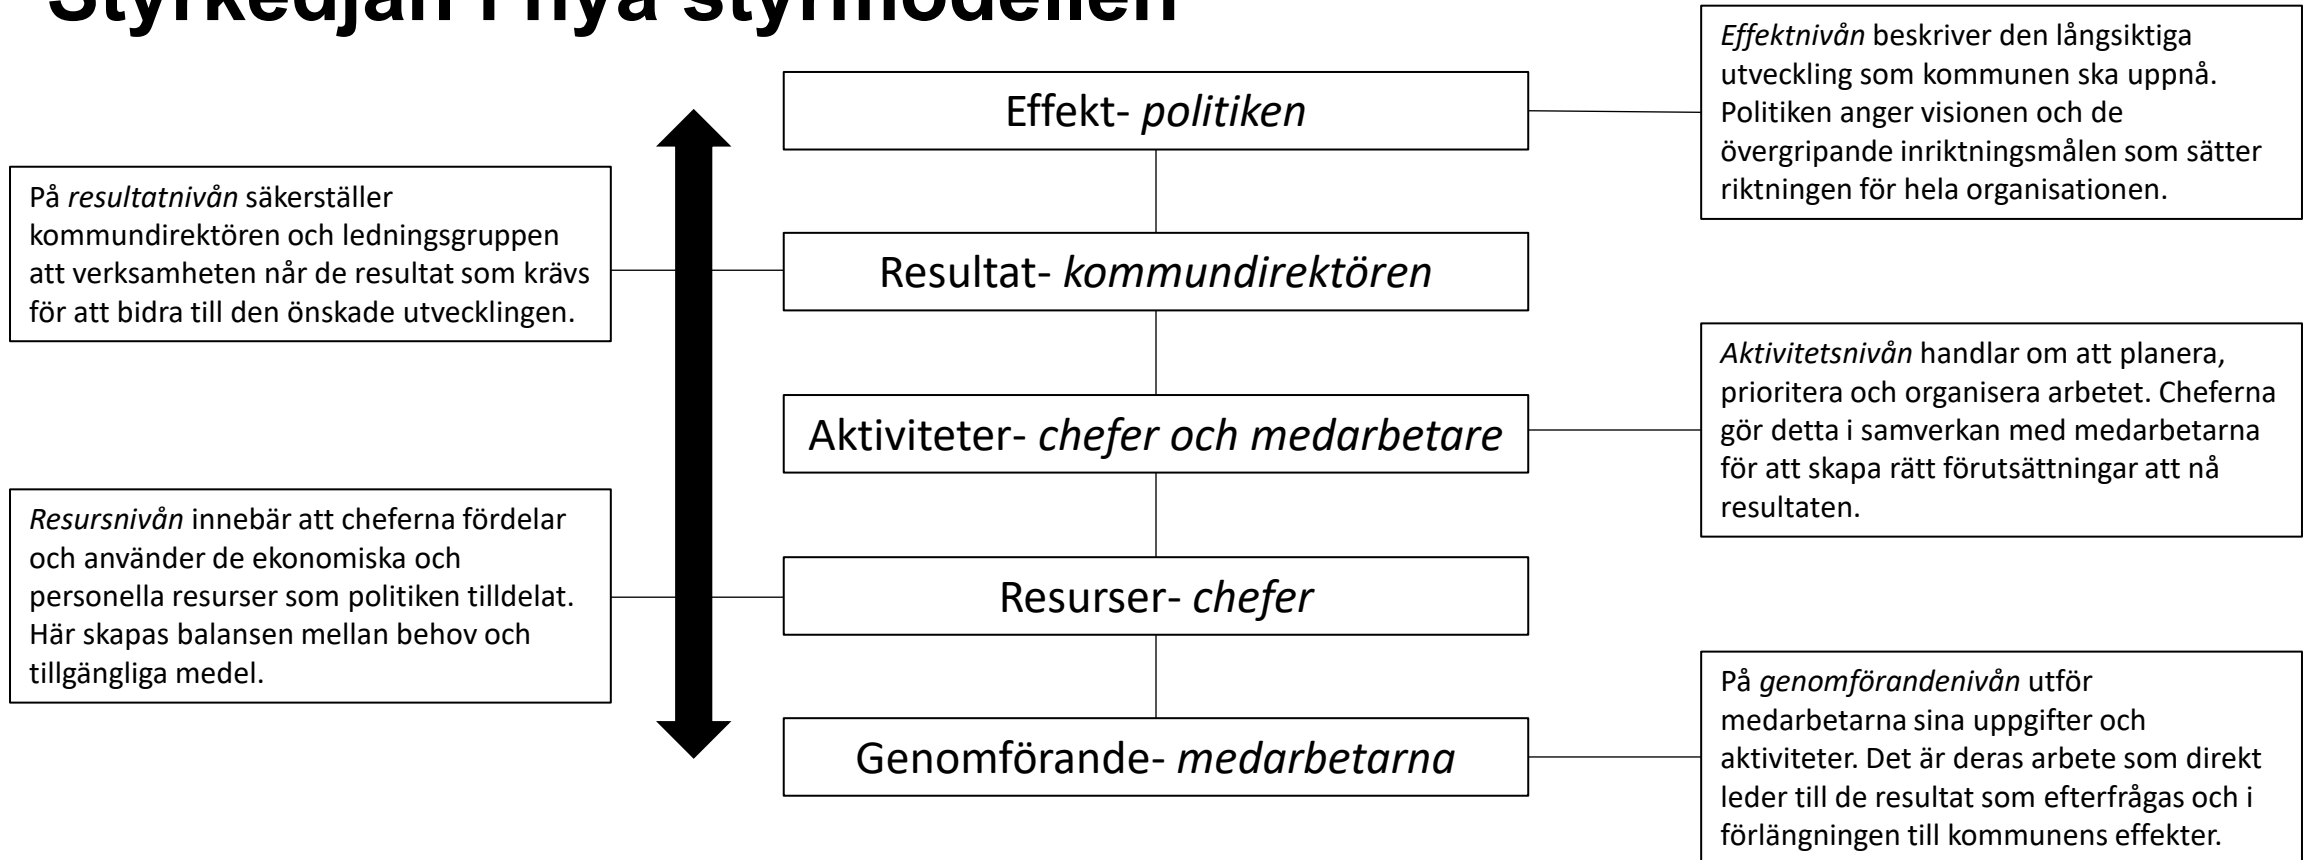 Styrkedjan i nya styrmodellen
Effektnivån beskriver den långsiktiga
utveckling som kommunen ska uppnå.
Politiken anger visionen och de
övergripande inriktningsmålen som sätter
riktningen för hela organisationen.
Effekt- politiken
På resultatnivån säkerställer
kommundirektören och ledningsgruppen
att verksamheten når de resultat som krävs
för att bidra till den önskade utvecklingen.
Resultat- kommundirektören
Aktiviteter- chefer och medarbetare
Aktivitetsnivån handlar om att planera,
prioritera och organisera arbetet. Cheferna
gör detta i samverkan med medarbetarna
för att skapa rätt förutsättningar att nå
resultaten.
Resursnivån innebär att cheferna fördelar
och använder de ekonomiska och
personella resurser som politiken tilldelat.
Här skapas balansen mellan behov och
tillgängliga medel.
Resurser- chefer
Genomförande- medarbetarna
På genomförandenivån utför
medarbetarna sina uppgifter och
aktiviteter. Det är deras arbete som direkt
leder till de resultat som efterfrågas och i
förlängningen till kommunens effekter.